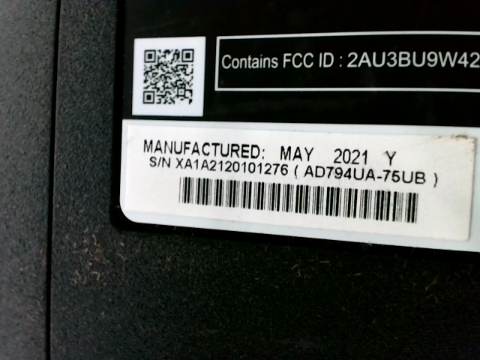 Contains FCC ID : 2AU3BU9W42
MANUFACTURED: MAY 2021 Y
S/N XA1A2120101276 ( AD794UA-75UB )